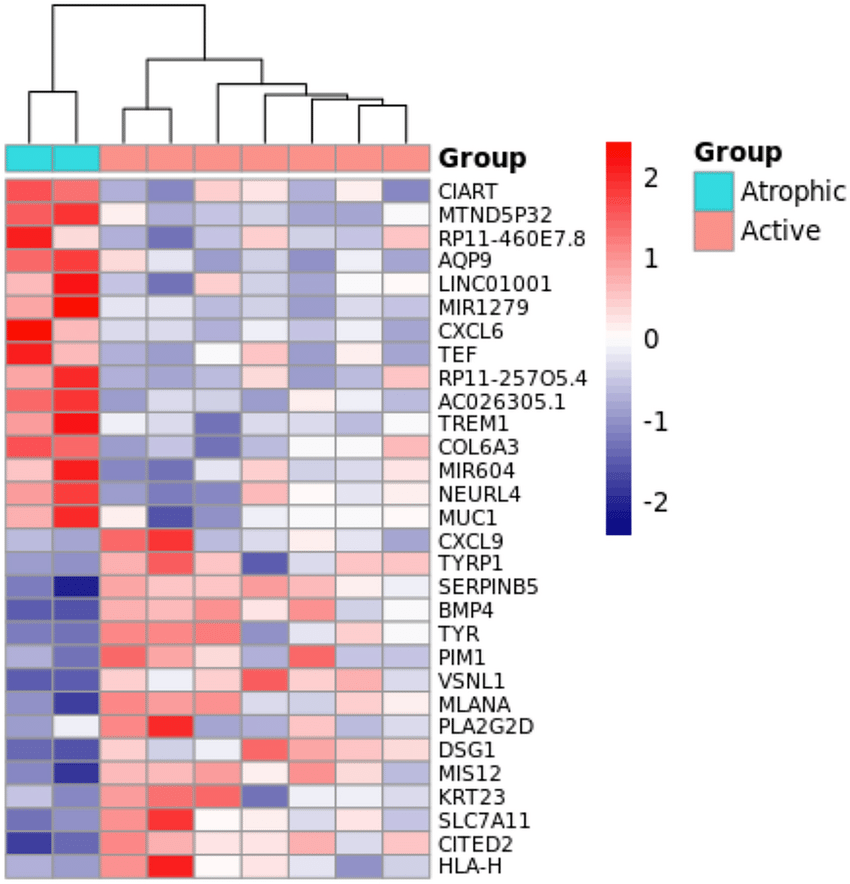 Group
CIART
MTND5P32
RP11-460E7.8
AQP9
LINC01001
MIR1279
CXCL6
TEF
RP11-257O5.4
AC026305.1
TREM1
COL6A3
MIR604
NEURL4
MUC1
CXCL9
TYRP1
SERPINB5
BMP4
TYR
PIM1
VSNL1
MLANA
PLA2G2D
DSG1
MIS12
KRT23
SLC7A11
CITED2
HLA-H
2
1
0
-1
-2
Group
Atrophic
Active